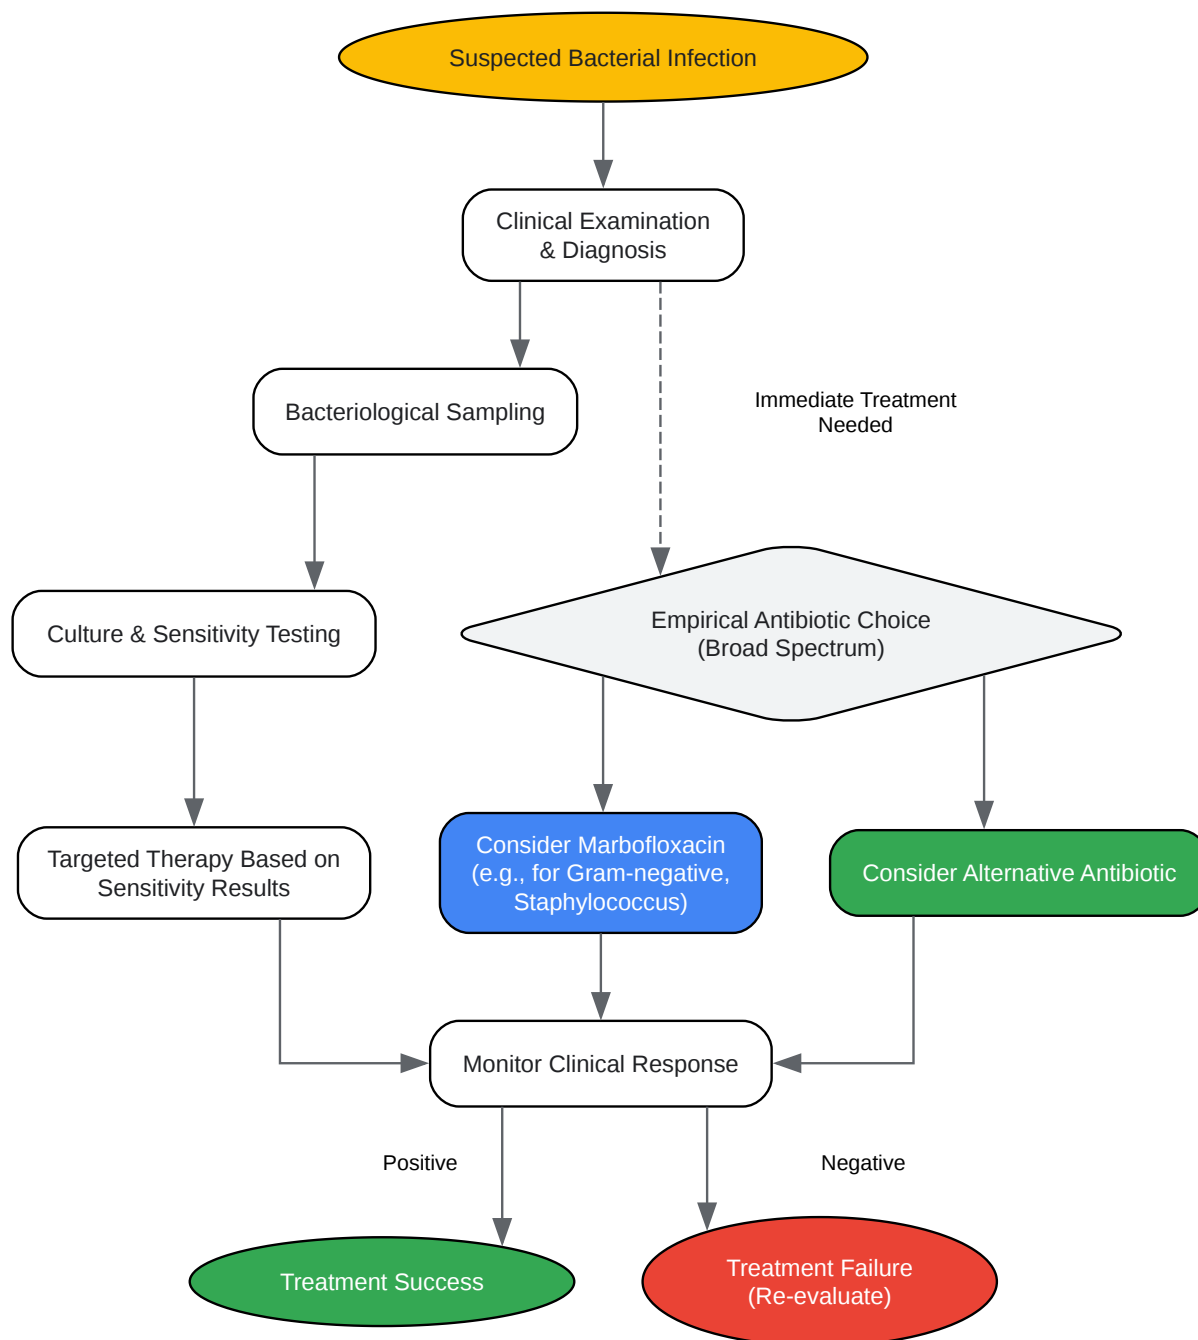 Suspected Bacterial Infection
Clinical Examination
& Diagnosis
Bacteriological Sampling
Immediate Treatment
Needed
Culture & Sensitivity Testing
Empirical Antibiotic Choice
(Broad Spectrum)
Targeted Therapy Based on
Sensitivity Results
Consider Marbofloxacin
(e.g., for Gram-negative,
Staphylococcus)
Consider Alternative Antibiotic
Monitor Clinical Response
Positive
Negative
Treatment Success
Treatment Failure
(Re-evaluate)